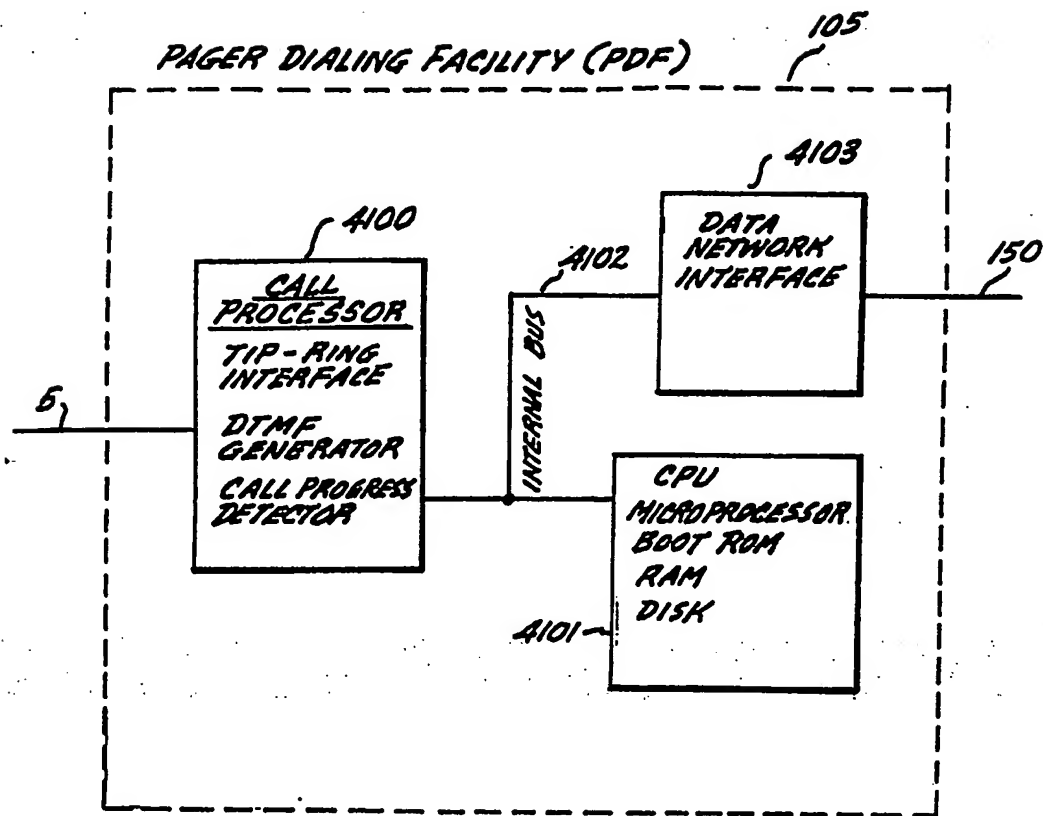 105
PAGER DIALING FACILITY (PDF)
4103
4100
DATA
NETWORK
INTERFACE
4102
150
CALL
PROCESSOR
TIP-RING
INTERFACE
DTMF
GENERATOR
CALL PROGRESS
DETECTOR
5
INTERNAL BUS
CPU
MICROPROCESSOR
BOOT ROM
RAM
DISK
4101